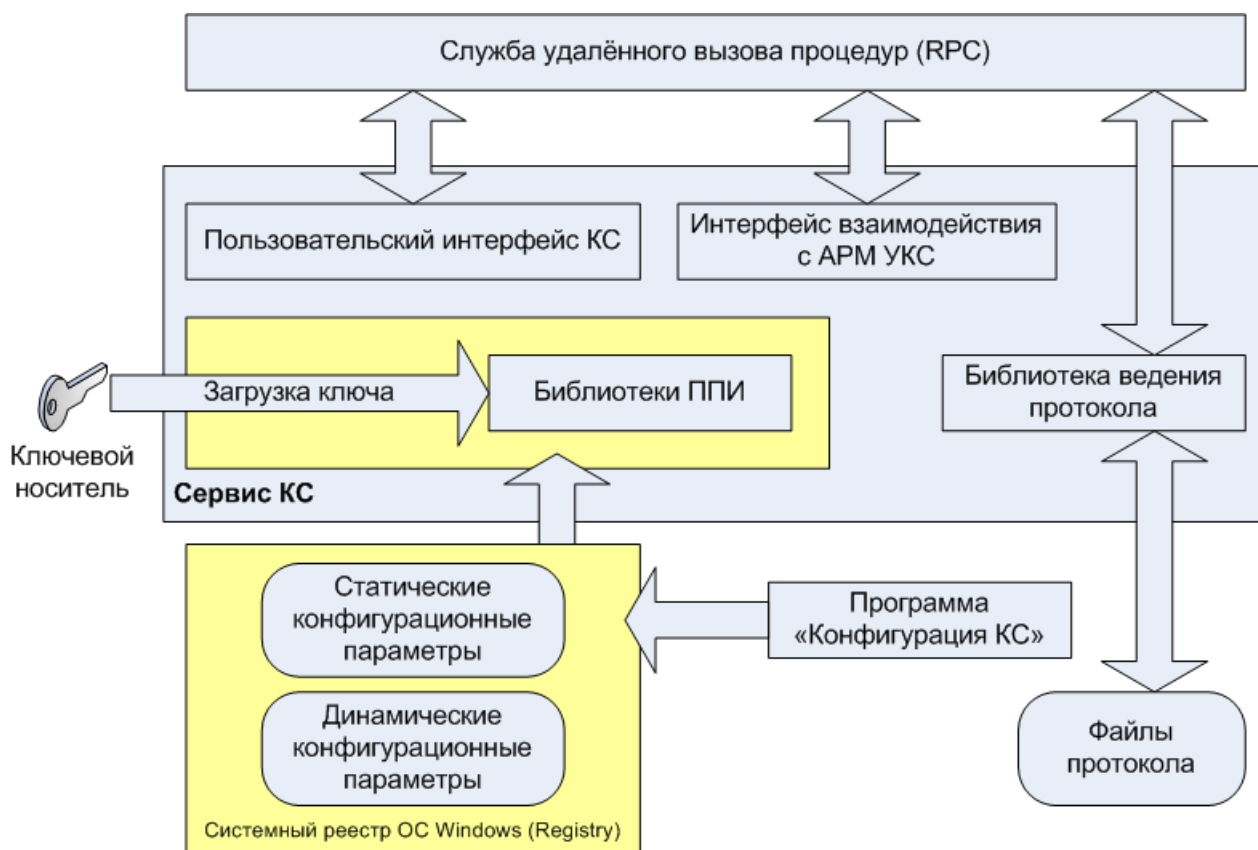 Служба удалённого вызова процедур (RPC)
Пользовательский интерфейс КС
Интерфейс взаимодействия
с АРМ УКС
Загрузка ключа
Библиотеки ППИ
Библиотека ведения
протокола
Ключевой
носитель
Сервис КС
Статические
конфигурационные
параметры
Программа
«Конфигурация КС»
Динамические
конфигурационные
параметры
Файлы
протокола
Системный реестр ОС Windows (Registry)